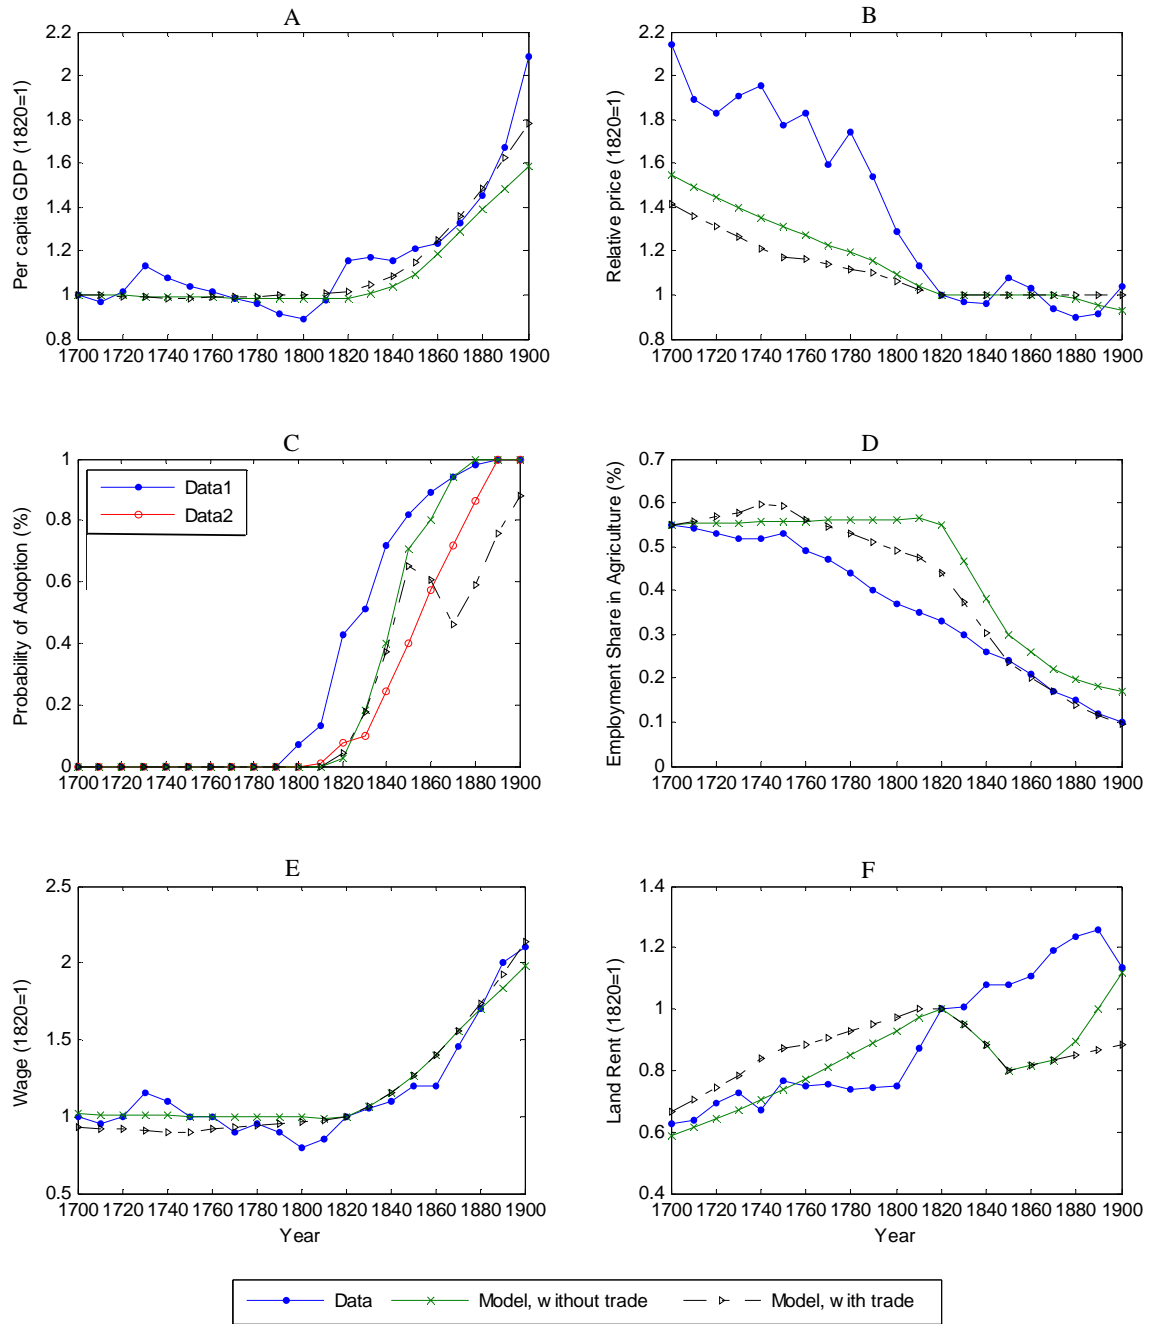 A
Per capita GDP (1820=1)
2.2
2
1.8
1.6
1.4
1.2
1
0.8
1700 1720 1740 1760 1780 1800 1820 1840 1860 1880 1900
B
Relative price (1820=1)
2.2
2
1.8
1.6
1.4
1.2
1
0.8
1700 1720 1740 1760 1780 1800 1820 1840 1860 1880 1900
C
Probability of Adoption (%)
1
0.8
0.6
0.4
0.2
0
Data1
Data2
1700 1720 1740 1760 1780 1800 1820 1840 1860 1880 1900
D
Employment Share in Agriculture (%)
0.7
0.6
0.5
0.4
0.3
0.2
0.1
0
1700 1720 1740 1760 1780 1800 1820 1840 1860 1880 1900
E
Wage (1820=1)
2.5
2
1.5
1
0.5
1700 1720 1740 1760 1780 1800 1820 1840 1860 1880 1900
Year
F
Land Rent (1820=1)
1.4
1.2
1
0.8
0.6
0.4
1700 1720 1740 1760 1780 1800 1820 1840 1860 1880 1900
Year
Data Model, without trade Model, with trade